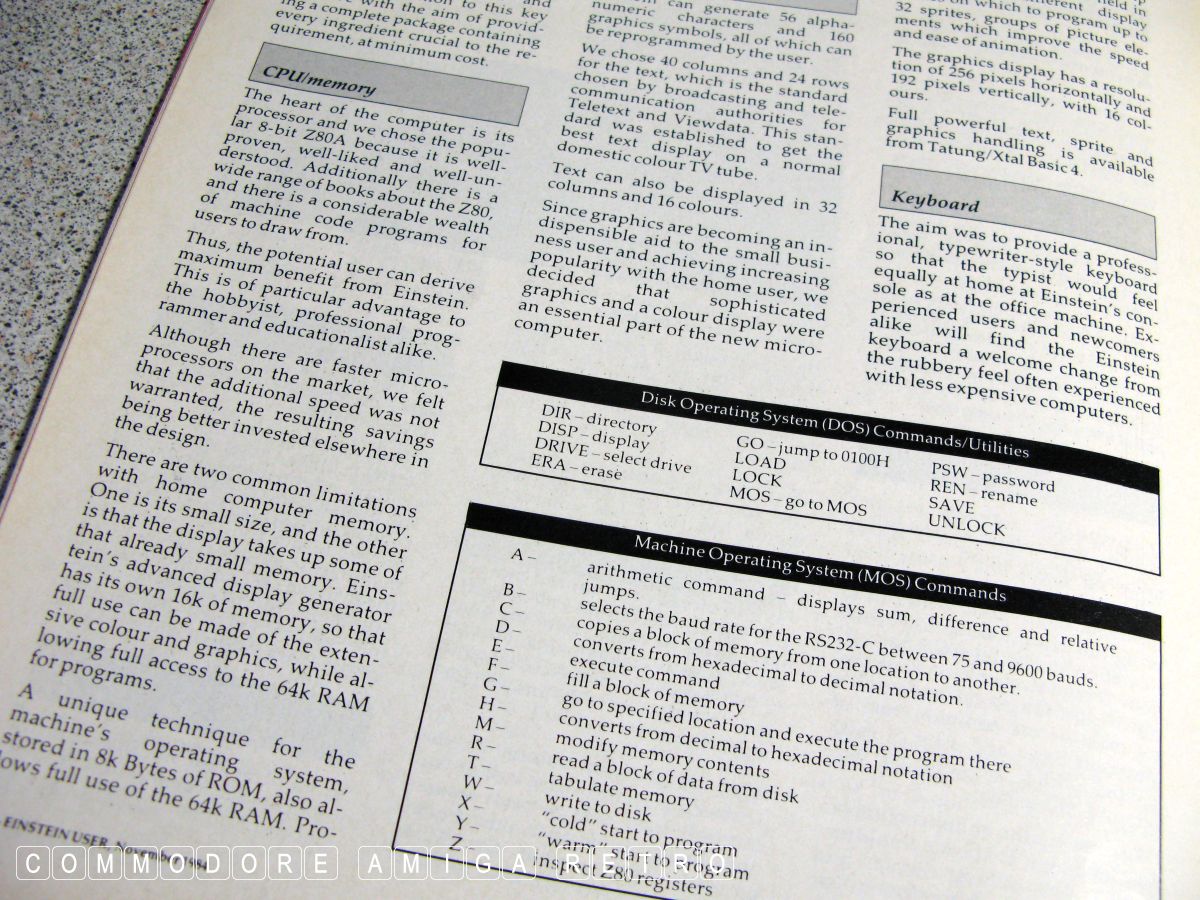 tion to this key
with the aim of provid-
ing a complete package containing
every ingredient crucial to the re-
quirement, at minimum cost.
CPU/memory
The heart of the computer is its
processor and we chose the popu-
lar 8-bit Z80A because it is well-
proven, well-liked and well-un-
derstood. Additionally there is a
wide range of books about the Z80,
and there is a considerable wealth
of machine code programs for
users to draw from.
Thus, the potential user can derive
maximum benefit from Einstein.
This is of particular advantage to
the hobbyist, professional prog-
rammer and educationalist alike.
Although there are faster micro-
processors on the market, we felt
that the additional speed was not
warranted, the resulting savings
being better invested elsewhere in
the design.
There are two common limitations
with home computer memory.
One is its small size, and the other
is that the display takes up some of
that already small memory. Eins-
tein's advanced display generator
has its own 16k of memory, so that
full use can be made of the exten-
sive colour and graphics, while al-
lowing full access to the 64k RAM
for programs.
A unique technique for the
machine's operating system,
stored in 8k Bytes of ROM, also al-
lows full use of the 64k RAM. Pro-
EINSTEIN USER, November 1984
can generate 56 alpha-
numeric characters and 160
graphics symbols, all of which can
be reprogrammed by the user.
We chose 40 columns and 24 rows
for the text, which is the standard
chosen by broadcasting and tele-
communication authorities for
Teletext and Viewdata. This stan-
dard was established to get the
best text display on a normal
domestic colour TV tube.
Text can also be displayed in 32
columns and 16 colours.
Since graphics are becoming an in-
dispensible aid to the small busi-
ness user and achieving increasing
popularity with the home user, we
decided that sophisticated
graphics and a colour display were
an essential part of the new micro-
computer.
held in
different display
on which to program up to
32 sprites, groups of picture ele-
ments which improve the speed
and ease of animation.
The graphics display has a resolu-
tion of 256 pixels horizontally and
192 pixels vertically, with 16 col-
ours.
Full powerful text, sprite and
graphics handling is available
from Tatung/Xtal Basic 4.
Keyboard
The aim was to provide a profess-
ional, typewriter-style keyboard
so that the typist would feel
equally at home at Einstein's con-
sole as at the office machine. Ex-
perienced users and newcomers
alike will find the Einstein
keyboard a welcome change from
the rubbery feel often experienced
with less expensive computers.
Disk Operating System (DOS) Commands/Utilities
DIR – directory
DISP – display
DRIVE – select drive
ERA – erase
GO – jump to 0100H
LOAD
LOCK
MOS – go to MOS
PSW – password
REN – rename
SAVE
UNLOCK
Machine Operating System (MOS) Commands
A – arithmetic command – displays sum, difference and relative
jumps.
B – selects the baud rate for the RS232-C between 75 and 9600 bauds.
C – copies a block of memory from one location to another.
D – converts from hexadecimal to decimal notation.
E – execute command
F – fill a block of memory
G – go to specified location and execute the program there
H – converts from decimal to hexadecimal notation
M – modify memory contents
R – read a block of data from disk
T – tabulate memory
W – write to disk
X – "cold" start to program
Y – "warm" start to program
Z – inspect Z80 registers
COMMODORE AMIGA RETRO